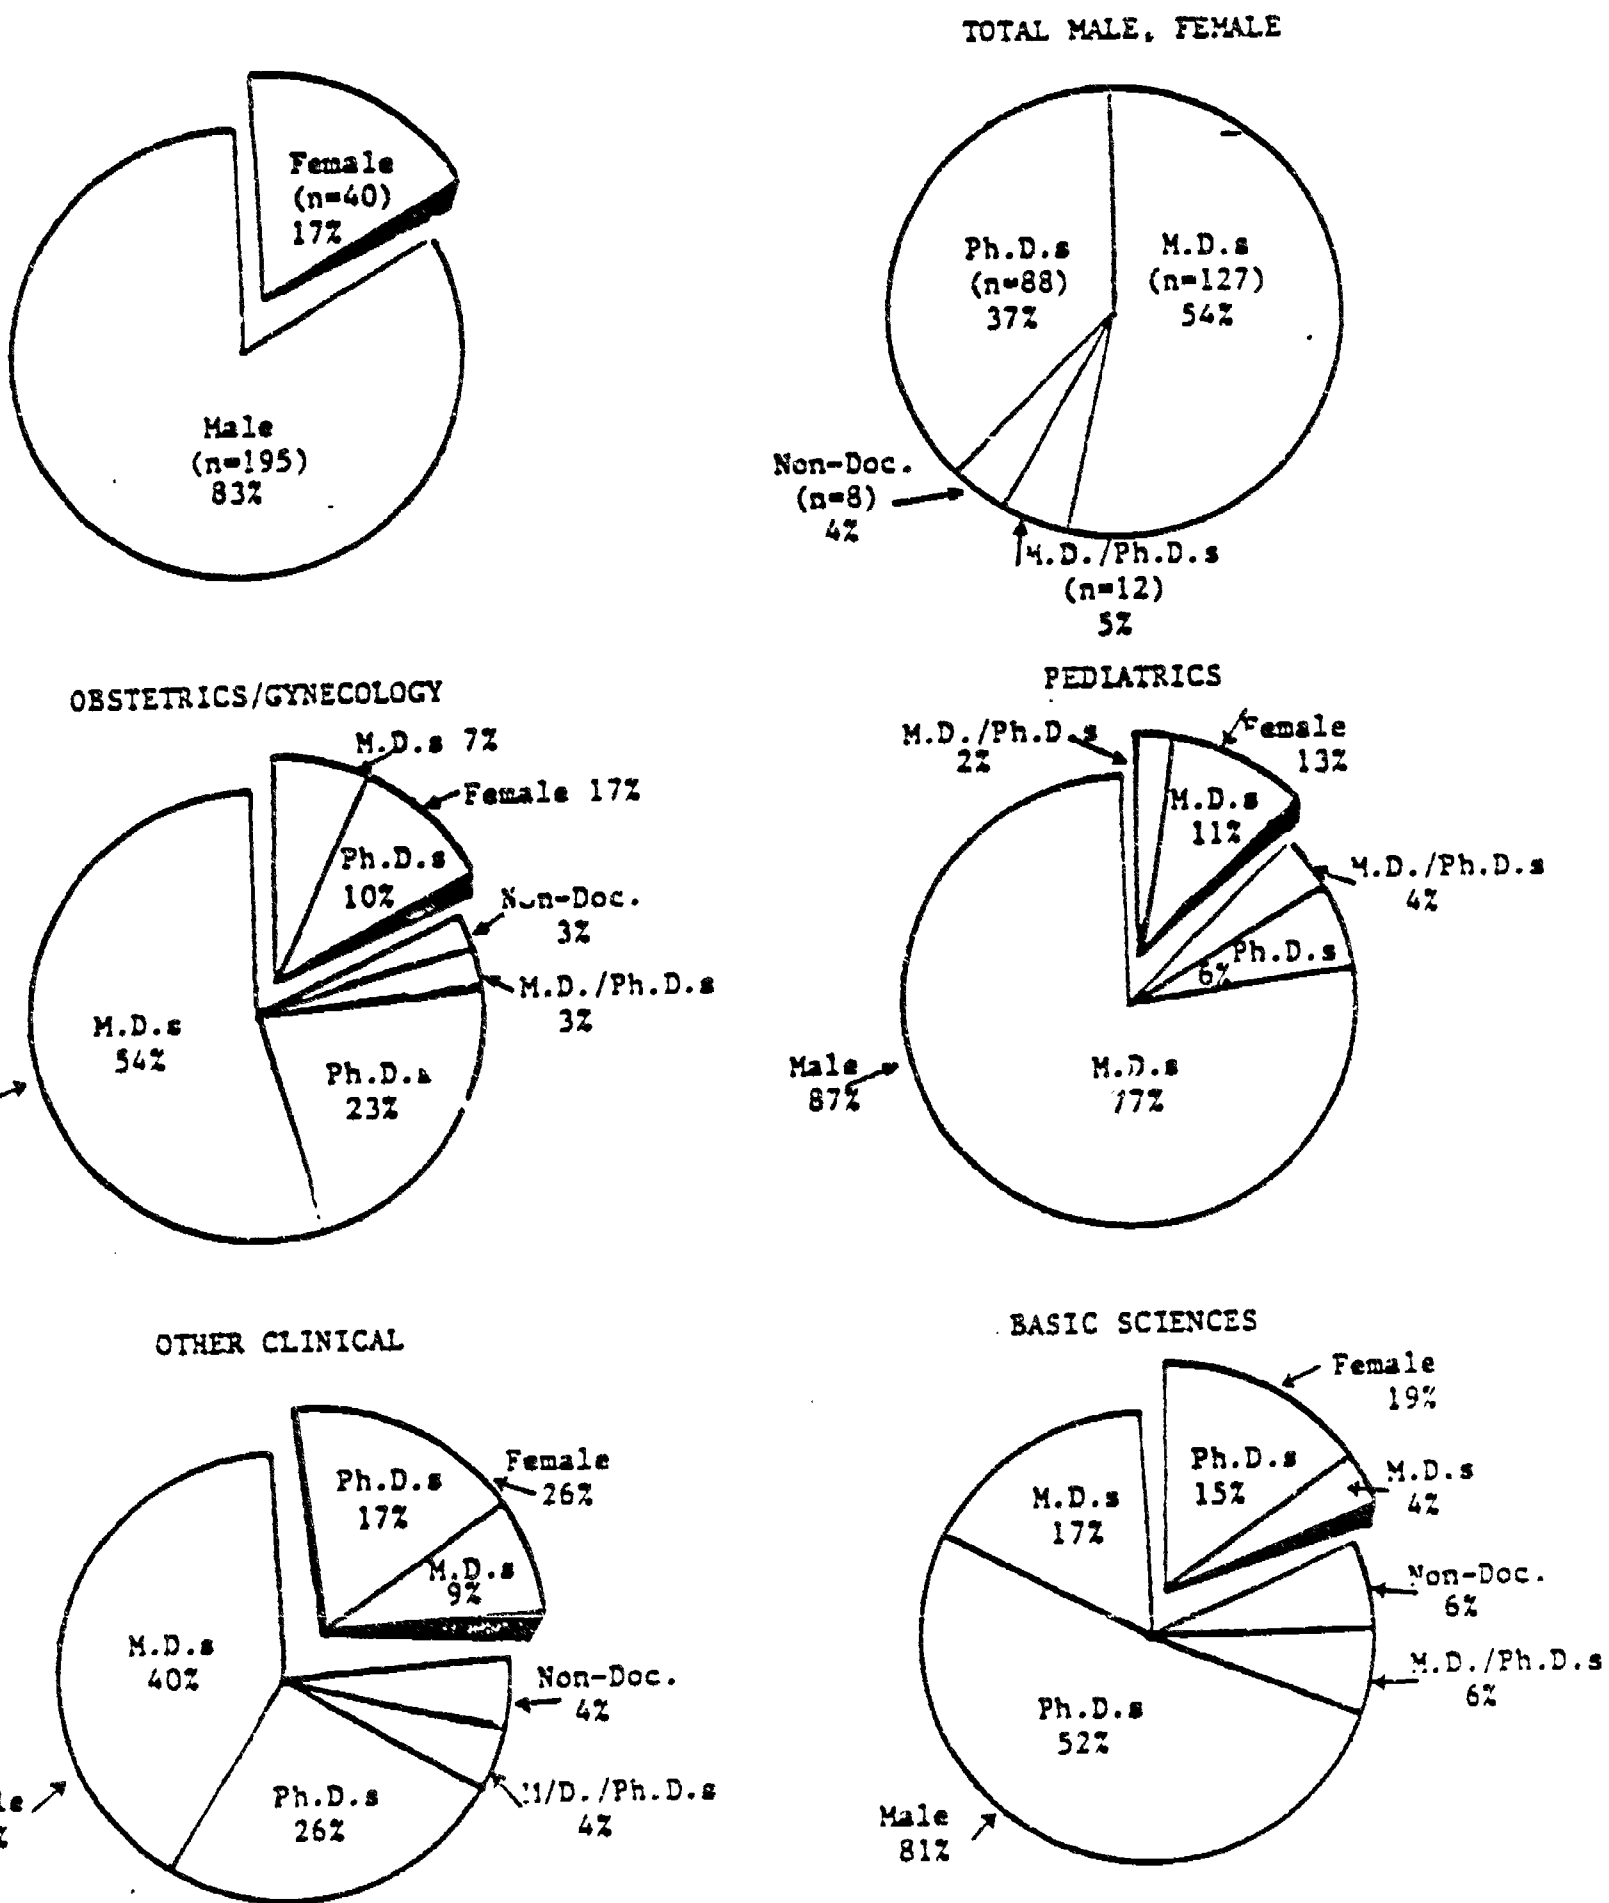 TOTAL MALE, FEMALE
Female
(n=40)
17%
Male
(n=195)
83%
Ph.D.s
(n=88)
37%
M.D.s
(n=127)
54%
Non-Doc.
(n=8)
4%
M.D./Ph.D.s
(n=12)
5%
OBSTETRICS/GYNECOLOGY
M.D.s 7%
Female 17%
Ph.D.s
10%
Non-Doc.
3%
M.D./Ph.D.s
3%
M.D.s
54%
Ph.D.s
23%
PEDIATRICS
M.D./Ph.D.s
2%
Female
13%
M.D.s
11%
M.D./Ph.D.s
4%
Ph.D.s
6%
Male
87%
M.D.s
77%
OTHER CLINICAL
Female
26%
Ph.D.s
17%
M.D.s
9%
M.D.s
40%
Non-Doc.
4%
Ph.D.s
26%
M/D./Ph.D.s
4%
le
%
BASIC SCIENCES
Female
19%
Ph.D.s
15%
M.D.s
4%
M.D.s
17%
Non-Doc.
6%
M.D./Ph.D.s
6%
Ph.D.s
52%
Male
81%